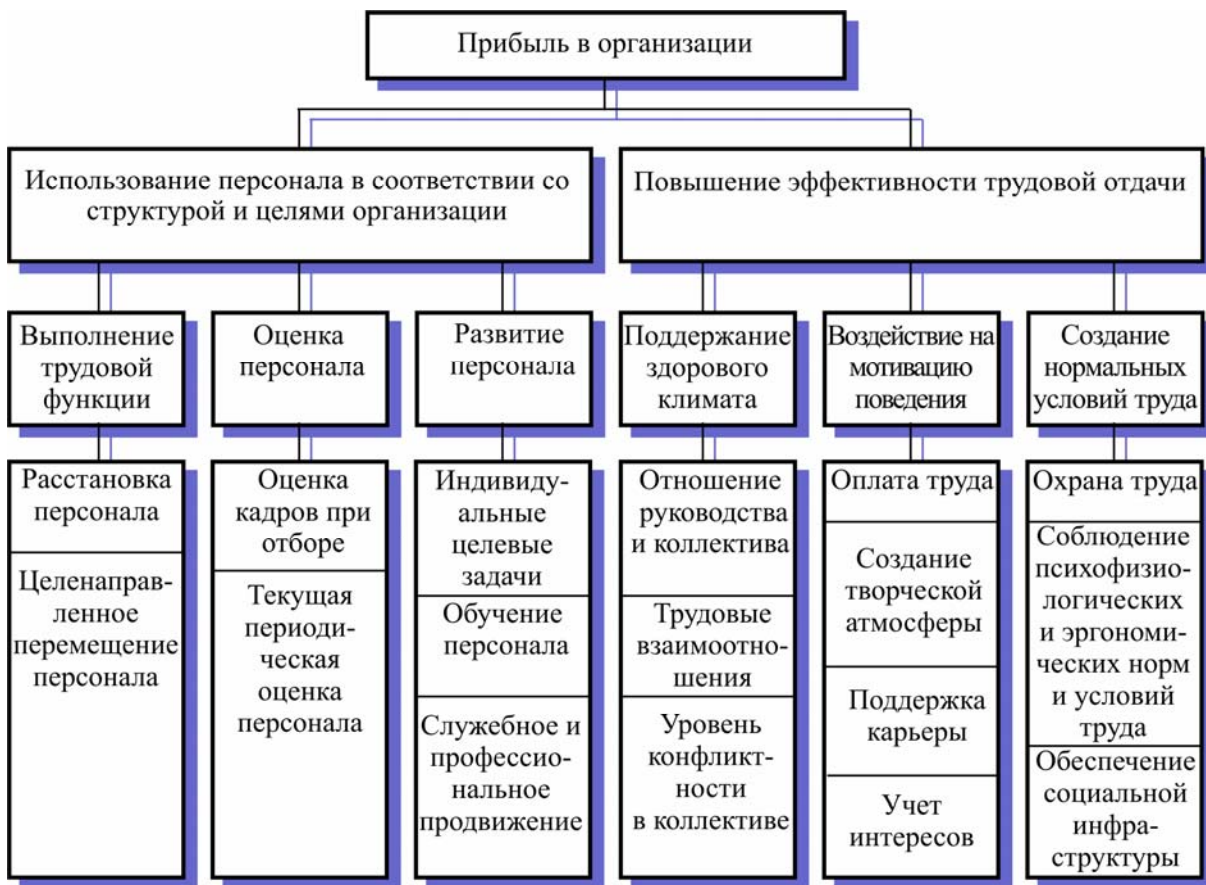 Прибыль в организации
Использование персонала в соответствии со
структурой и целями организации
Повышение эффективности трудовой отдачи
Выполнение
трудовой
функции
Оценка
персонала
Развитие
персонала
Поддержание
здорового
климата
Воздействие на
мотивацию
поведения
Создание
нормальных
условий труда
Расстановка
персонала
Целенаправ-
ленное
перемещение
персонала
Оценка
кадров при
отборе
Текущая
периоди-
ческая
оценка
персонала
Индивиду-
альные
целевые
задачи
Обучение
персонала
Служебное и
профессио-
нальное
продвижение
Отношение
руководства
и коллектива
Трудовые
взаимоотно-
шения
Уровень
конфликт-
ности
в коллективе
Оплата труда
Создание
творческой
атмосферы
Поддержка
карьеры
Учет
интересов
Охрана труда
Соблюдение
психофизио-
логических
и эргономи-
ческих норм
и условий
труда
Обеспечение
социальной
инфра-
структуры